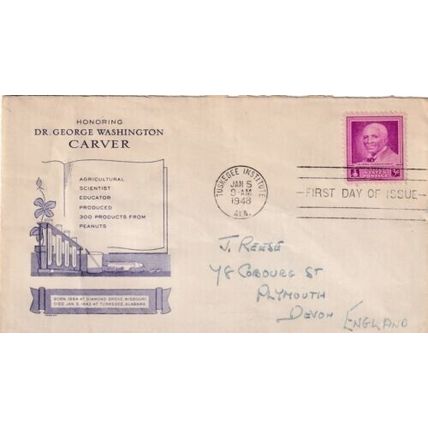 HONORING
DR. GEORGE WASHINGTON
CARVER
AGRICULTURAL
SCIENTIST
EDUCATOR
PRODUCED
300 PRODUCTS FROM
PEANUTS
BORN 1864 AT DIAMOND GROVE, MISSOURI
DIED JAN. 5, 1943 AT TUSKEGEE, ALABAMA
TUSKEGEE INSTITUTE
JAN 5
9-AM
1948
ALA.
FIRST DAY OF ISSUE
3¢
J. 
78 COBOURG ST
PLYMOUTH
DEVON ENGLAND